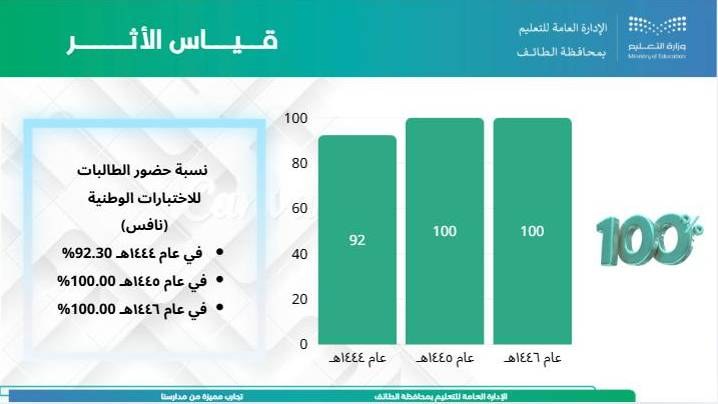 الإدارة العامة للتعليم
بمحافظة الطائف
وزارة التعليم
Ministry of Education
قياس الأثر
نسبة حضور الطالبات
للاختبارات الوطنية
(نافس)
• في عام ١٤٤٤هـ 92.30%
• في عام ١٤٤٥هـ 100.00%
• في عام ١٤٤٦هـ 100.00%
100
80
60
40
20
0
92
100
100
عام ١٤٤٤هـ
عام ١٤٤٥هـ
عام ١٤٤٦هـ
100%
الإدارة العامة للتعليم بمحافظة الطائف
تجارب مميزة من مدارسنا